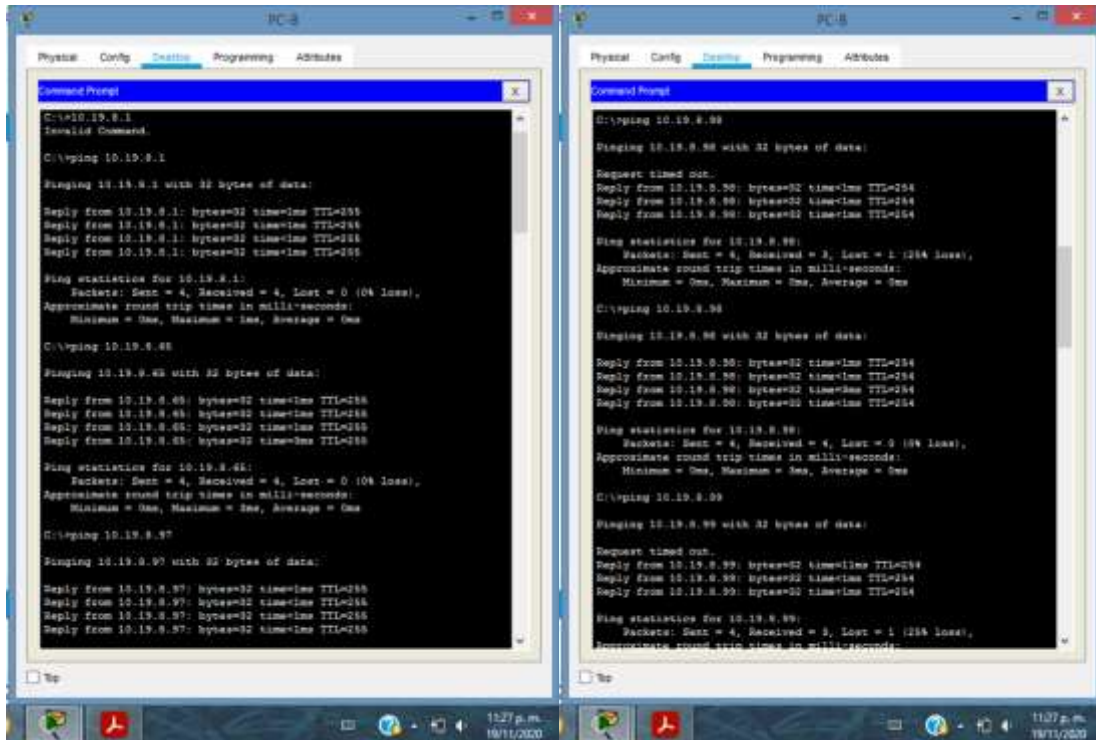 PC-B
Physical Config Desktop Programming Attributes
Command Prompt X
C:\>10.19.8.1
Invalid Command.
C:\>ping 10.19.8.1
Pinging 10.19.8.1 with 32 bytes of data:
Reply from 10.19.8.1: bytes=32 time=1ms TTL=255
Reply from 10.19.8.1: bytes=32 time<1ms TTL=255
Reply from 10.19.8.1: bytes=32 time<1ms TTL=255
Reply from 10.19.8.1: bytes=32 time<1ms TTL=255
Ping statistics for 10.19.8.1:
Packets: Sent = 4, Received = 4, Lost = 0 (0% loss),
Approximate round trip times in milli-seconds:
Minimum = 0ms, Maximum = 1ms, Average = 0ms
C:\>ping 10.19.8.65
Pinging 10.19.8.65 with 32 bytes of data:
Reply from 10.19.8.65: bytes=32 time<1ms TTL=255
Reply from 10.19.8.65: bytes=32 time<1ms TTL=255
Reply from 10.19.8.65: bytes=32 time<1ms TTL=255
Reply from 10.19.8.65: bytes=32 TTL=255
Ping statistics for 10.19.8.65:
Packets: Sent = 4, Received = 4, Lost = 0 (0% loss),
Approximate round trip times in milli-seconds:
Minimum = 0ms, Maximum = Average = 0ms
C:\>ping 10.19.8.97
Pinging 10.19.8.97 with 32 bytes of data:
Reply from 10.19.8.97: bytes=32 time<1ms TTL=255
Reply from 10.19.8.97: bytes=32 time<1ms TTL=255
Reply from 10.19.8.97: bytes=32 time<1ms TTL=255
Reply from 10.19.8.97: bytes=32 time<1ms TTL=255
Top
11:27 p. m.
19/11/2020
PC-B
Physical Config Desktop Programming Attributes
Command Prompt X
C:\>ping 10.19.8.98
Pinging 10.19.8.98 with 32 bytes of data:
Request timed out.
Reply from 10.19.8.98: bytes=32 time<1ms TTL=254
Reply from 10.19.8.98: bytes=32 time<1ms TTL=254
Reply from 10.19.8.98: bytes=32 time<1ms TTL=254
Ping statistics for 10.19.8.98:
Packets: Sent = 4, Received = 3, Lost = 1 (25% loss),
Approximate round trip times in milli-seconds:
Minimum = 0ms, Maximum = 0ms, Average = 0ms
C:\>ping 10.19.8.98
Pinging 10.19.8.98 with 32 bytes of data:
Reply from 10.19.8.98: bytes=32 time<1ms TTL=254
Reply from 10.19.8.98: bytes=32 time<1ms TTL=254
Reply from 10.19.8.98: bytes=32 TTL=254
Reply from 10.19.8.98: bytes=32 time<1ms TTL=254
Ping statistics for 10.19.8.98:
Packets: Sent = 4, Received = 4, Lost = 0 (0% loss),
Approximate round trip times in milli-seconds:
Minimum = 0ms, Maximum = Average = 0ms
C:\>ping 10.19.8.99
Pinging 10.19.8.99 with 32 bytes of data:
Request timed out.
Reply from 10.19.8.99: bytes=32 time=11ms TTL=254
Reply from 10.19.8.99: bytes=32 time<1ms TTL=254
Reply from 10.19.8.99: bytes=32 time<1ms TTL=254
Ping statistics for 10.19.8.99:
Packets: Sent = 4, Received = 3, Lost = 1 (25% loss),
Approximate round trip times in milli-seconds:
Top
11:27 p. m.
19/11/2020